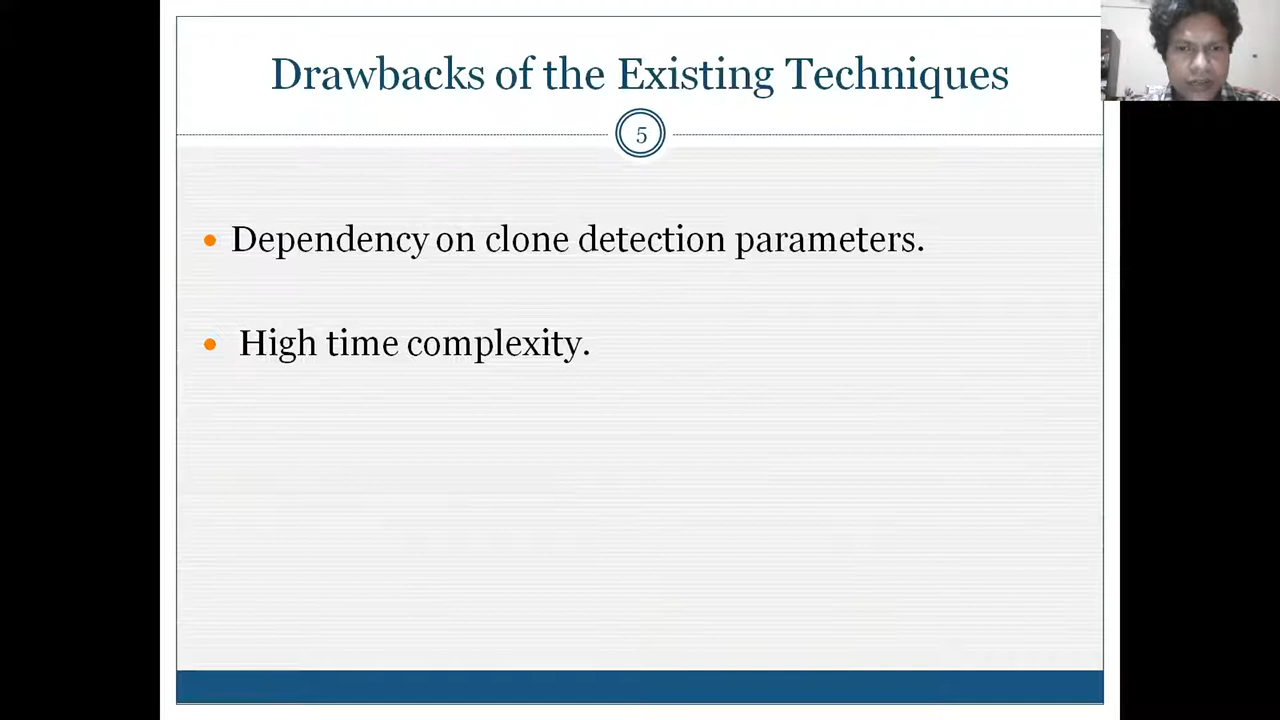 Drawbacks of the Existing Techniques
5
Dependency on clone detection parameters.
High time complexity.